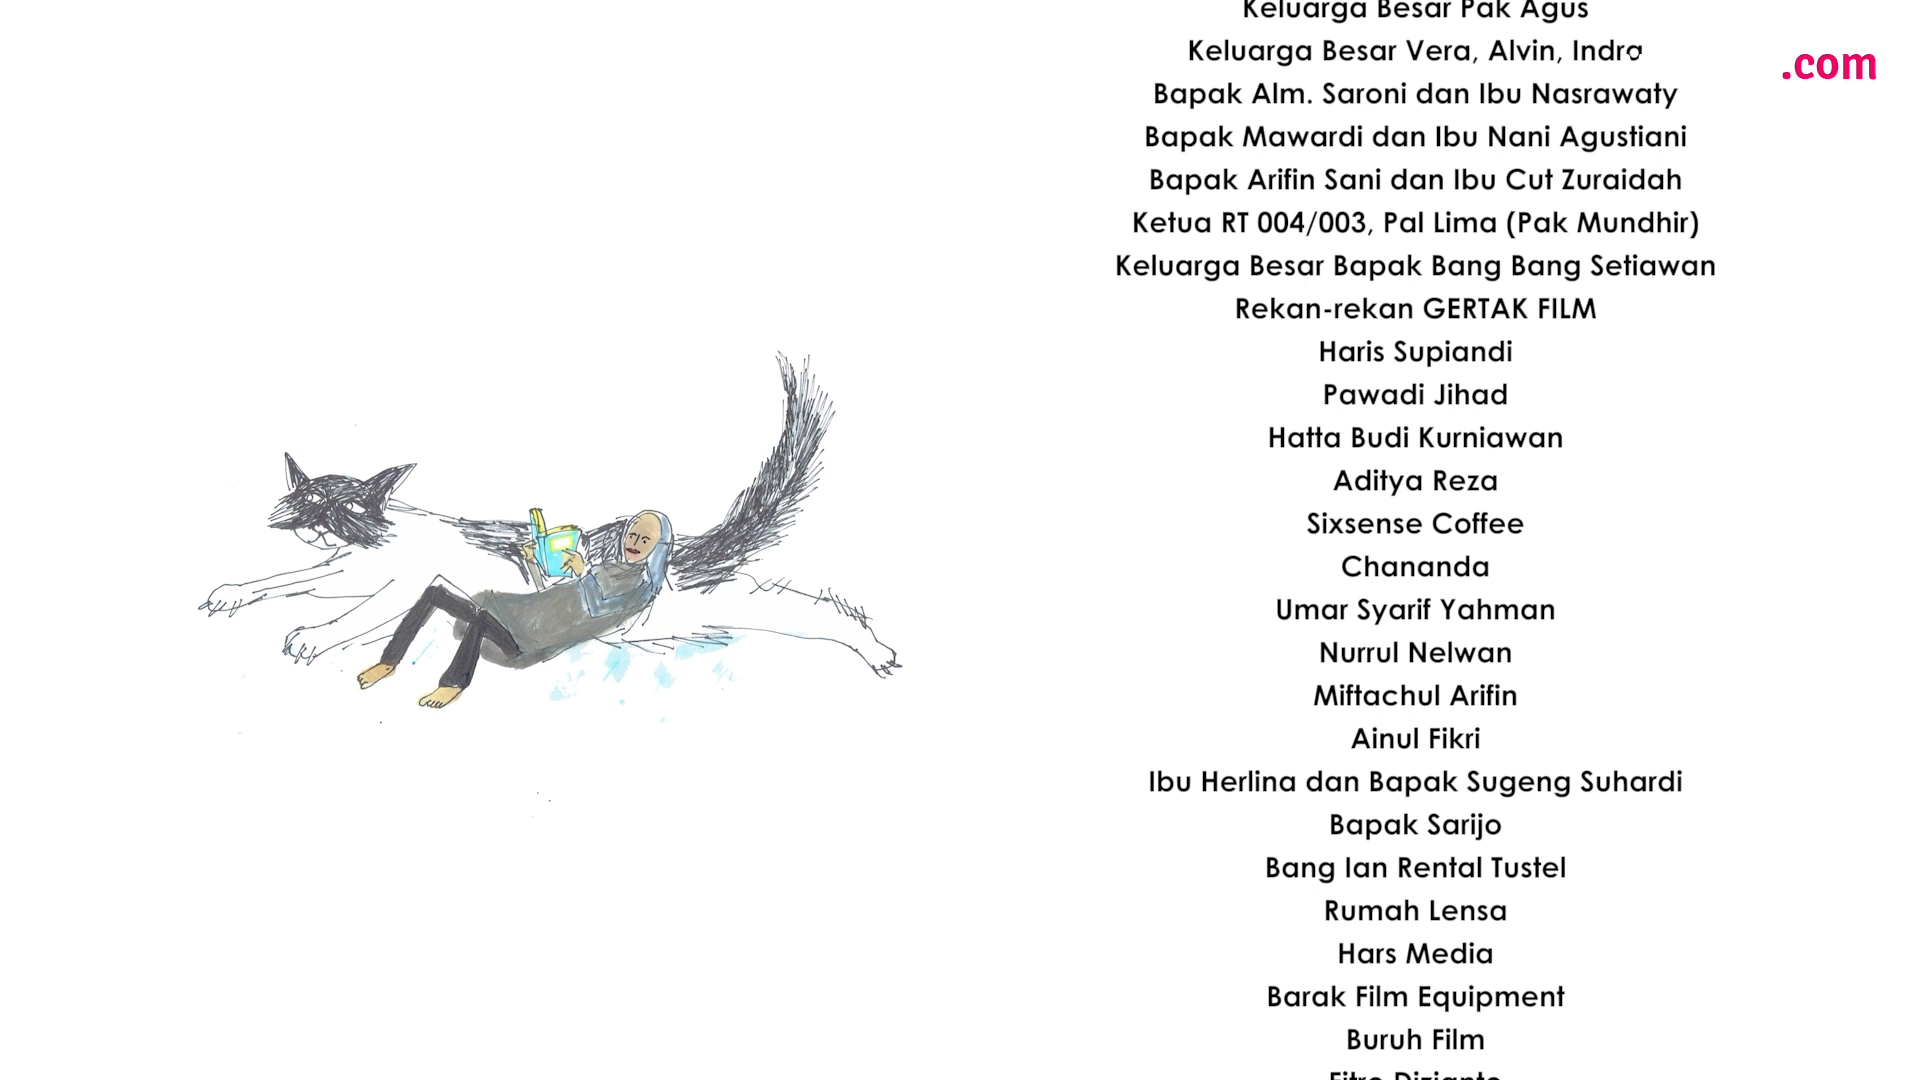 Keluarga Besar Pak Agus
Keluarga Besar Vera, Alvin, Indra
.com
Bapak Alm. Saroni dan Ibu Nasrawaty
Bapak Mawardi dan Ibu Nani Agustiani
Bapak Arifin Sani dan Ibu Cut Zuraidah
Ketua RT 004/003, Pal Lima (Pak Mundhir)
Keluarga Besar Bapak Bang Bang Setiawan
Rekan-rekan GERTAK FILM
Haris Supiandi
Pawadi Jihad
Hatta Budi Kurniawan
Aditya Reza
Sixsense Coffee
Chananda
Umar Syarif Yahman
Nurrul Nelwan
Miftachul Arifin
Ainul Fikri
Ibu Herlina dan Bapak Sugeng Suhardi
Bapak Sarijo
Bang Ian Rental Tustel
Rumah Lensa
Hars Media
Barak Film Equipment
Buruh Film